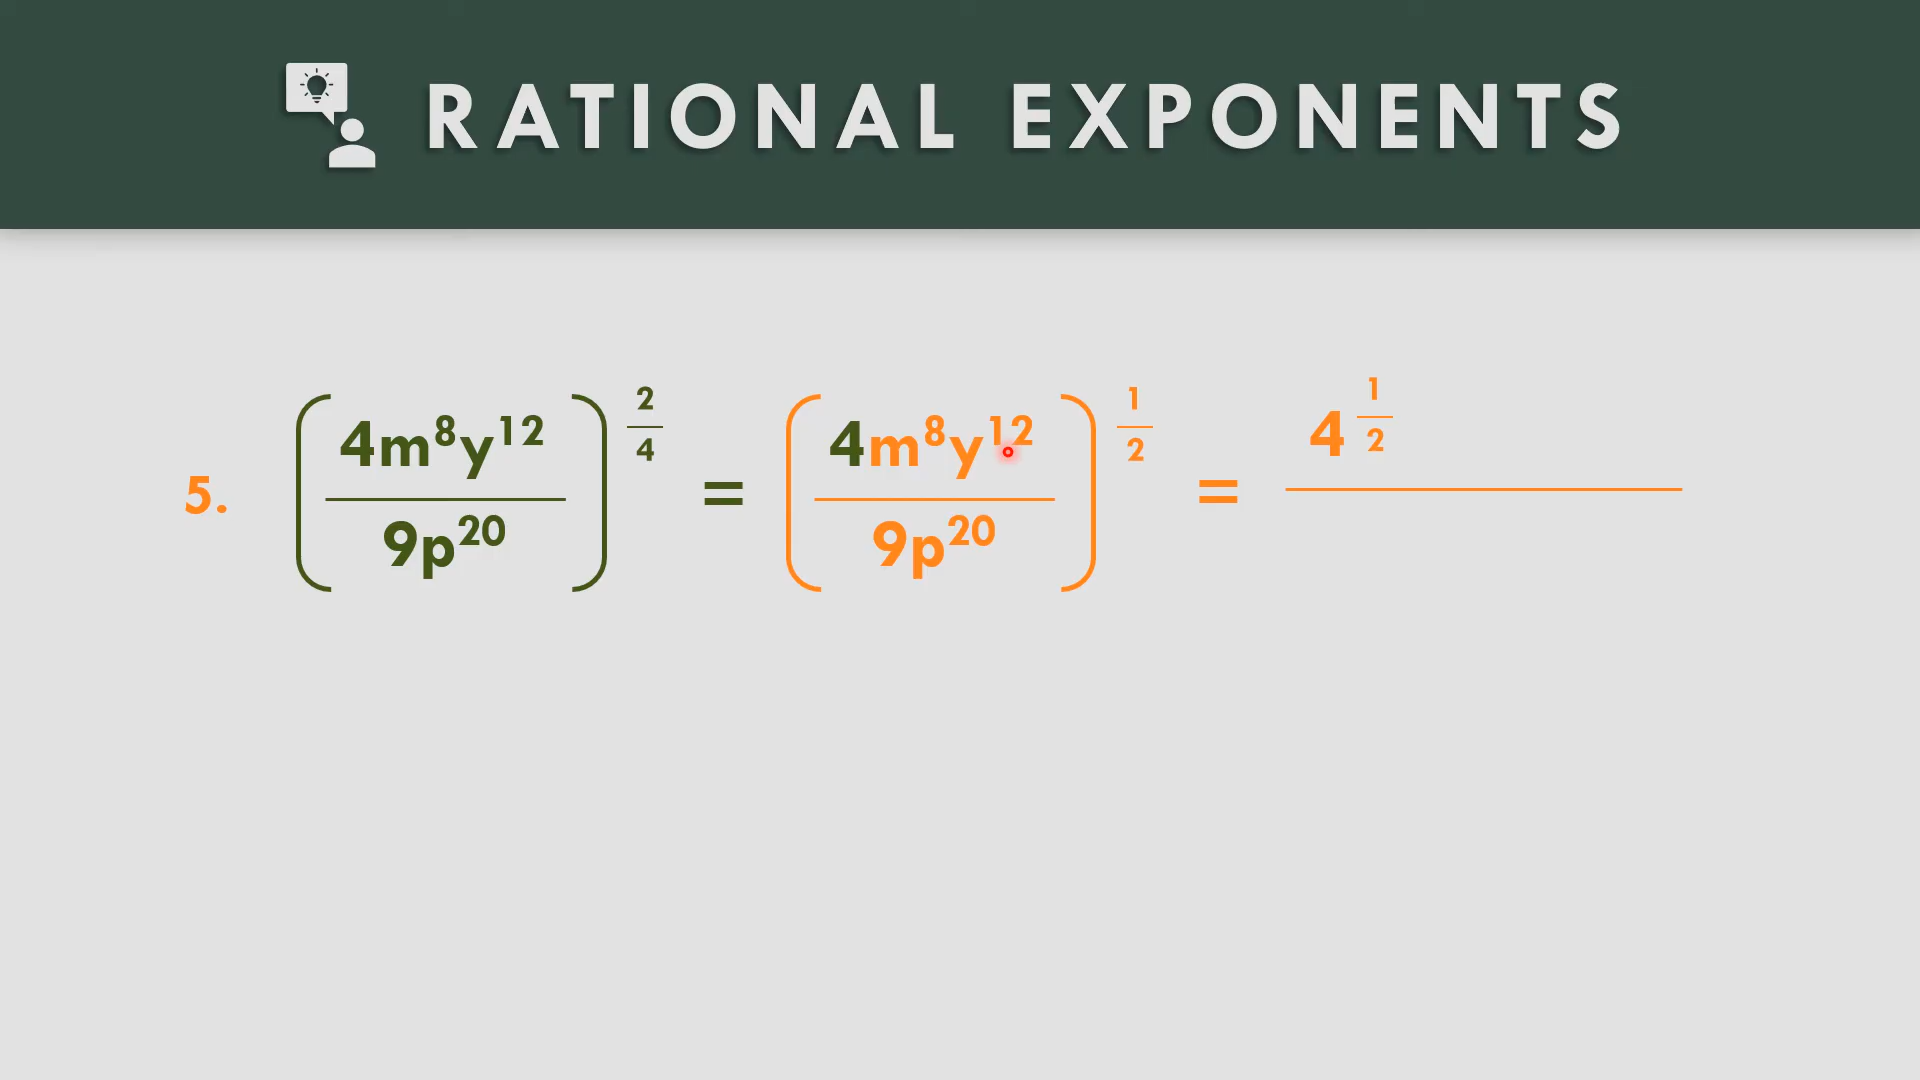 RATIONAL EXPONENTS
5. (4m⁸y¹² / 9p²⁰)^(2/4) = (4m⁸y¹² / 9p²⁰)^(1/2) = 4^(1/2)